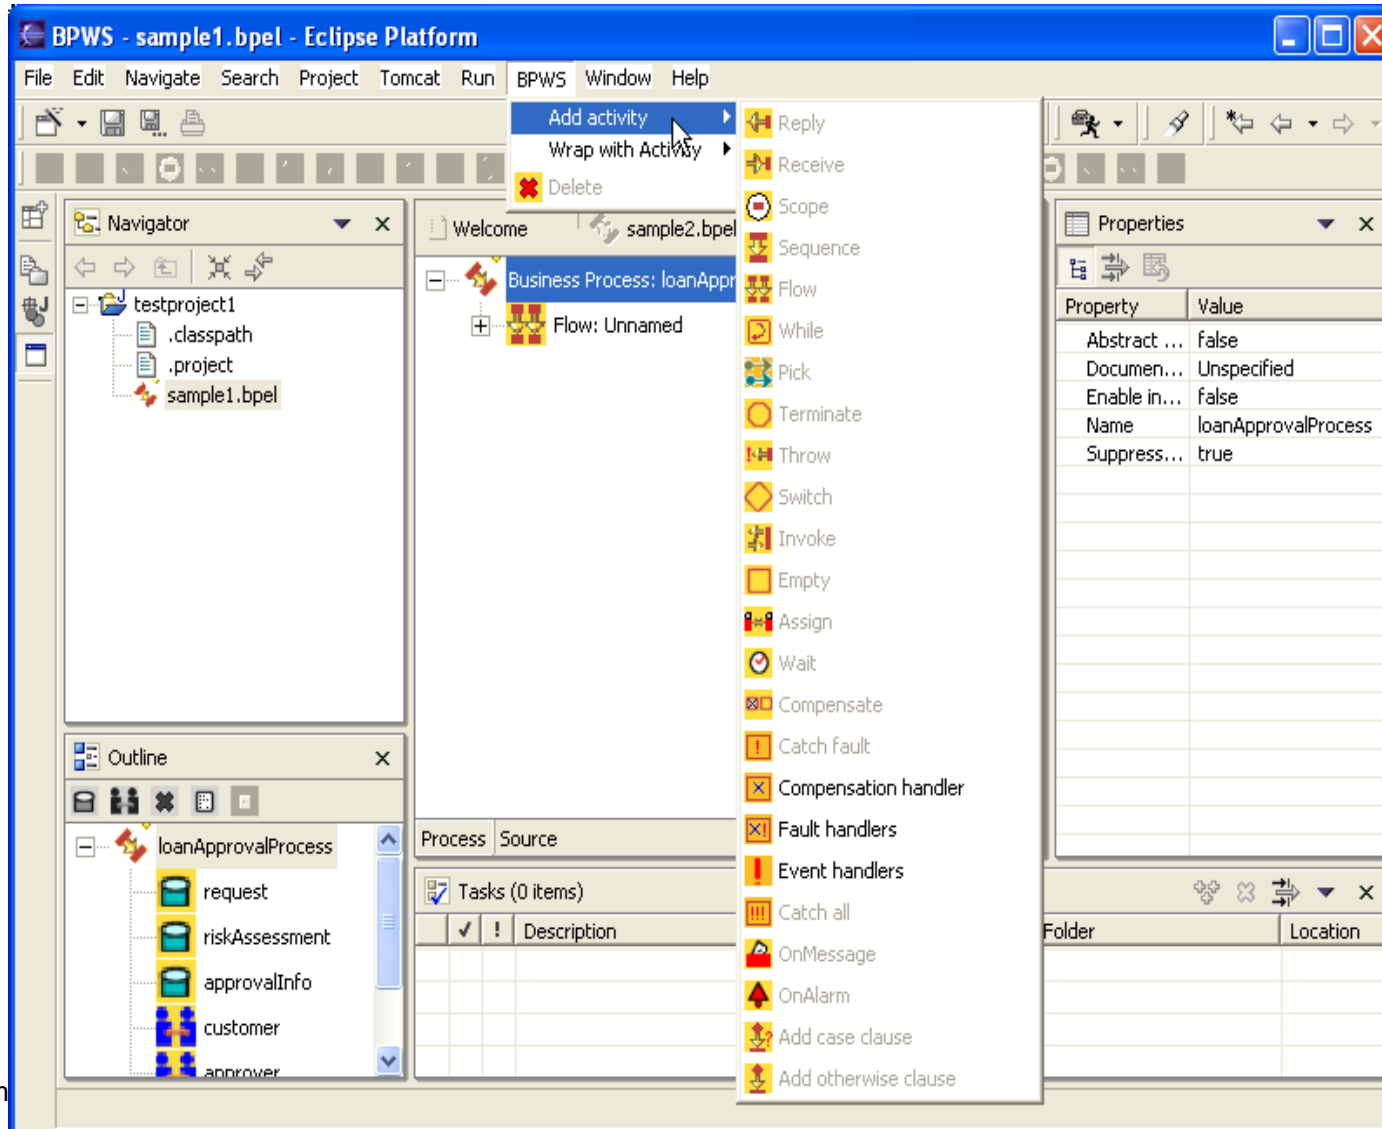 BPWS - sample1.bpel - Eclipse Platform
File Edit Navigate Search Project Tomcat Run BPWS Window Help
Add activity
Wrap with Activity
Delete
Reply
Receive
Scope
Sequence
Flow
While
Pick
Terminate
Throw
Switch
Invoke
Empty
Assign
Wait
Compensate
Catch fault
Compensation handler
Fault handlers
Event handlers
Catch all
OnMessage
OnAlarm
Add case clause
Add otherwise clause
Navigator
testproject1
.classpath
.project
sample1.bpel
Welcome sample2.bpel
Business Process: loanAppr
Flow: Unnamed
Process Source
Properties
Property Value
Abstract ... false
Documen... Unspecified
Enable in... false
Name loanApprovalProcess
Suppress... true
Outline
loanApprovalProcess
request
riskAssessment
approvalInfo
customer
approver
Tasks (0 items)
! Description Folder Location
n